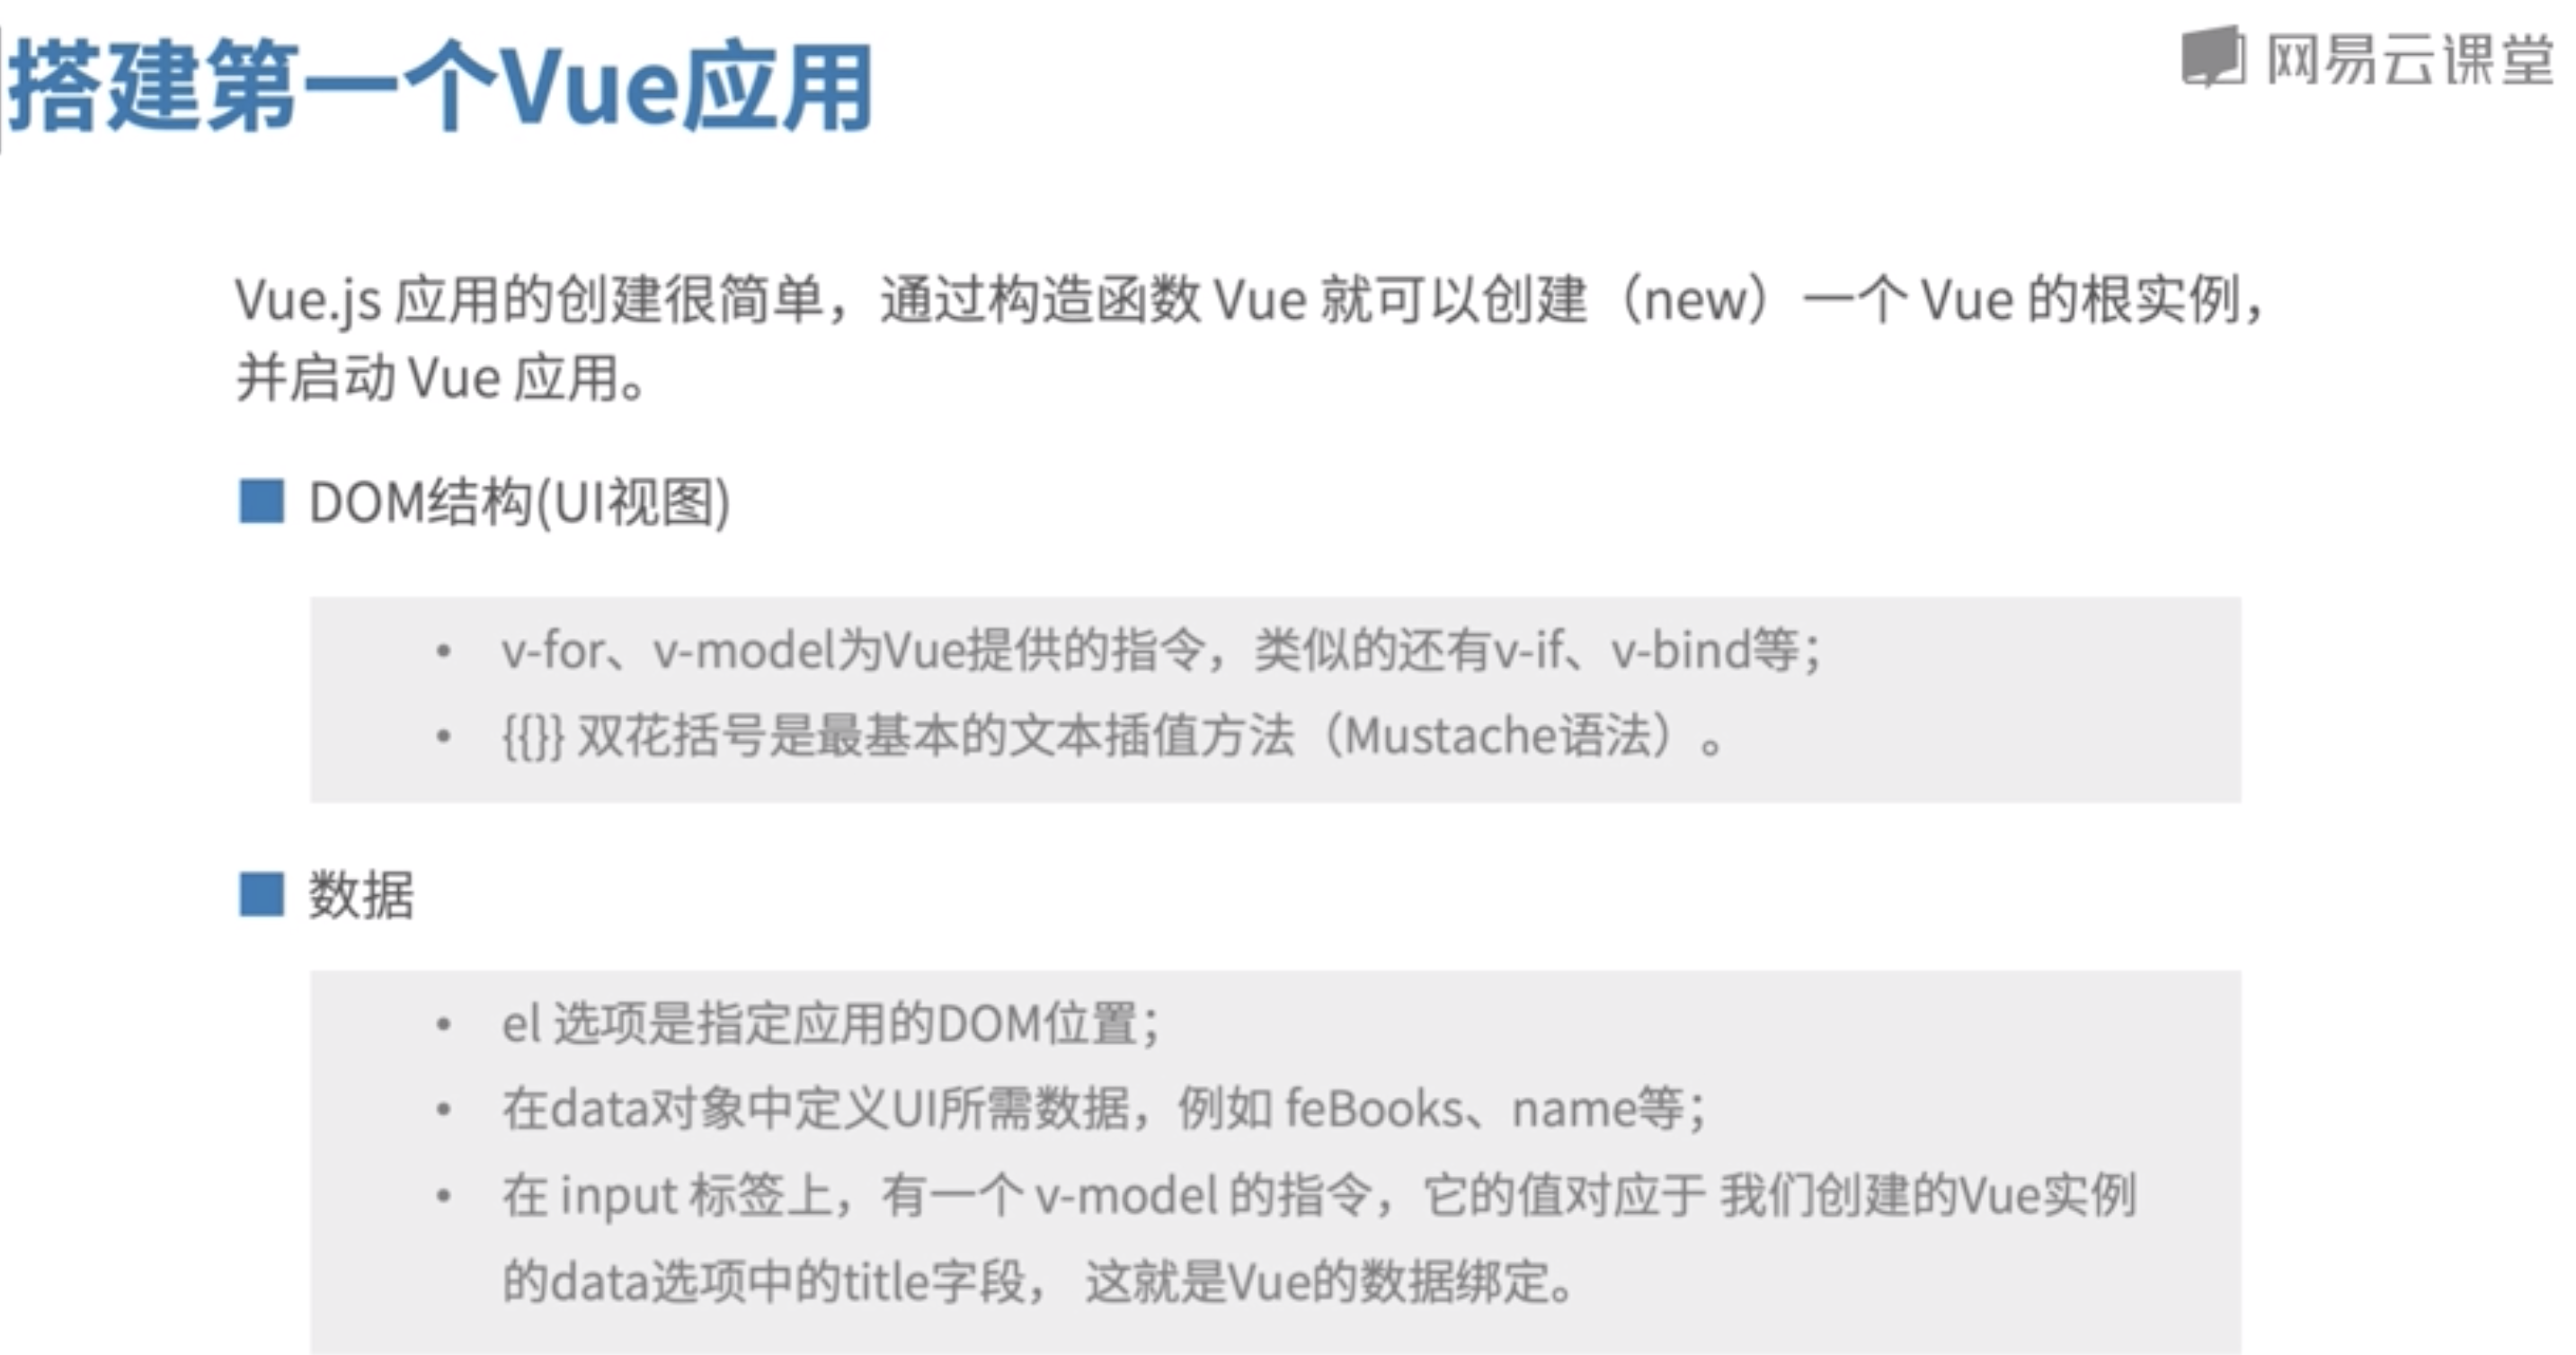 搭建第一个Vue应用
网易云课堂
Vue.js 应用的创建很简单，通过构造函数 Vue 就可以创建（new）一个 Vue 的根实例，
并启动 Vue 应用。
DOM结构(UI视图)
• v-for、v-model为Vue提供的指令，类似的还有v-if、v-bind等；
• {{}} 双花括号是最基本的文本插值方法（Mustache语法）。
数据
• el 选项是指定应用的DOM位置；
• 在data对象中定义UI所需数据，例如 feBooks、name等；
• 在 input 标签上，有一个 v-model 的指令，它的值对应于 我们创建的Vue实例
的data选项中的title字段， 这就是Vue的数据绑定。